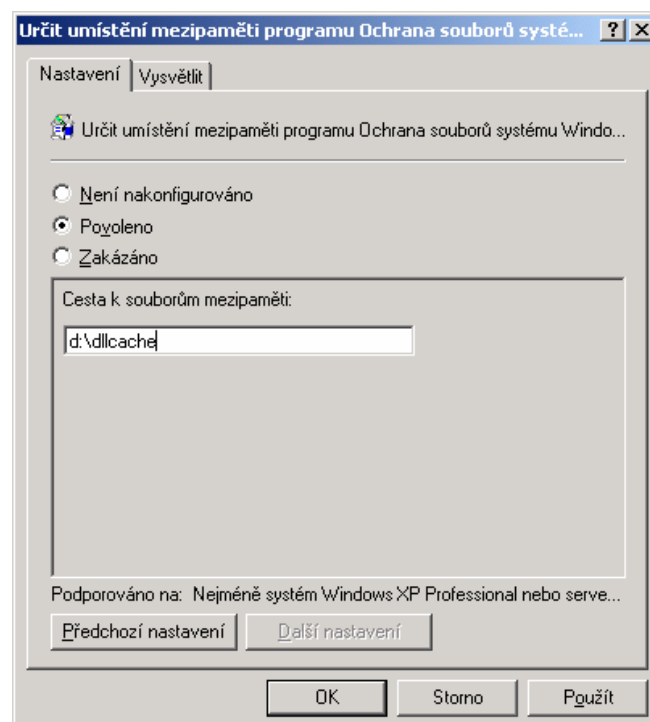 Určit umístění mezipaměti programu Ochrana souborů systé...
Nastavení Vysvětlit
Určit umístění mezipaměti programu Ochrana souborů systému Windo...
Není nakonfigurováno
Povoleno
Zakázáno
Cesta k souborům mezipaměti:
d:\dllcache
Podporováno na: Nejméně systém Windows XP Professional nebo serve...
Předchozí nastavení Další nastavení
OK Storno Použít